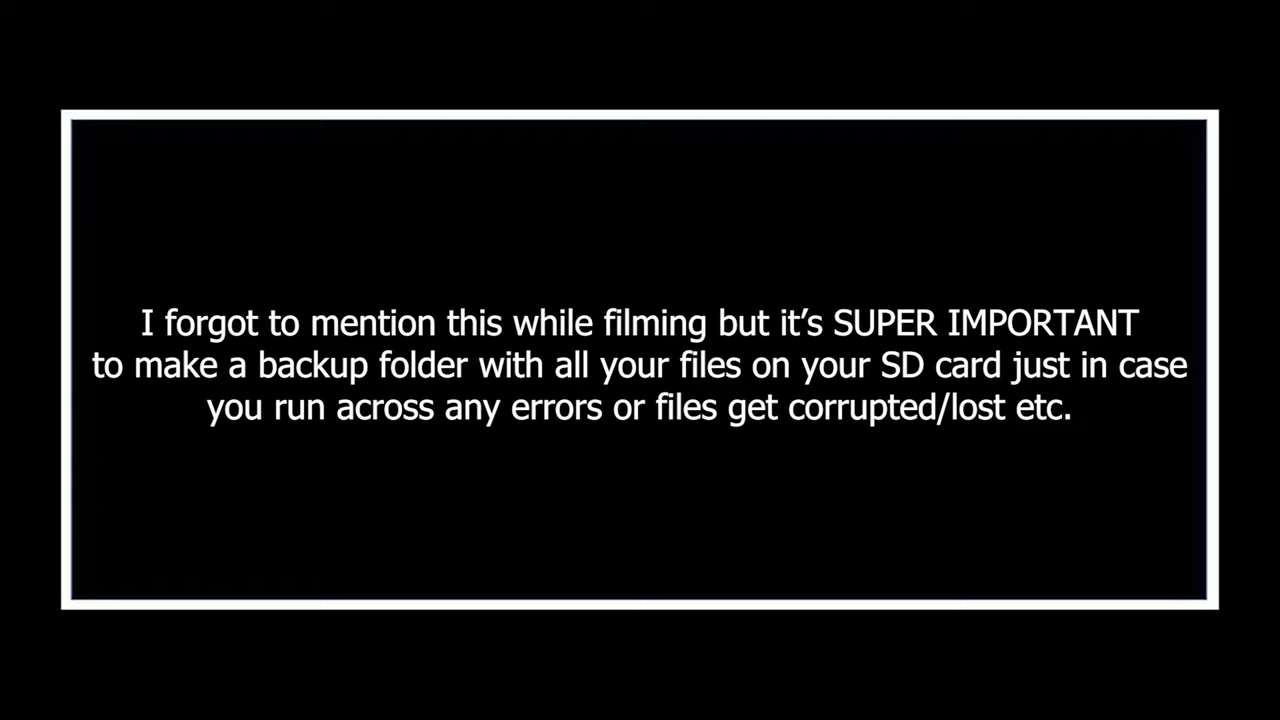 I forgot to mention this while filming but it’s SUPER IMPORTANT
to make a backup folder with all your files on your SD card just in case
you run across any errors or files get corrupted/lost etc.